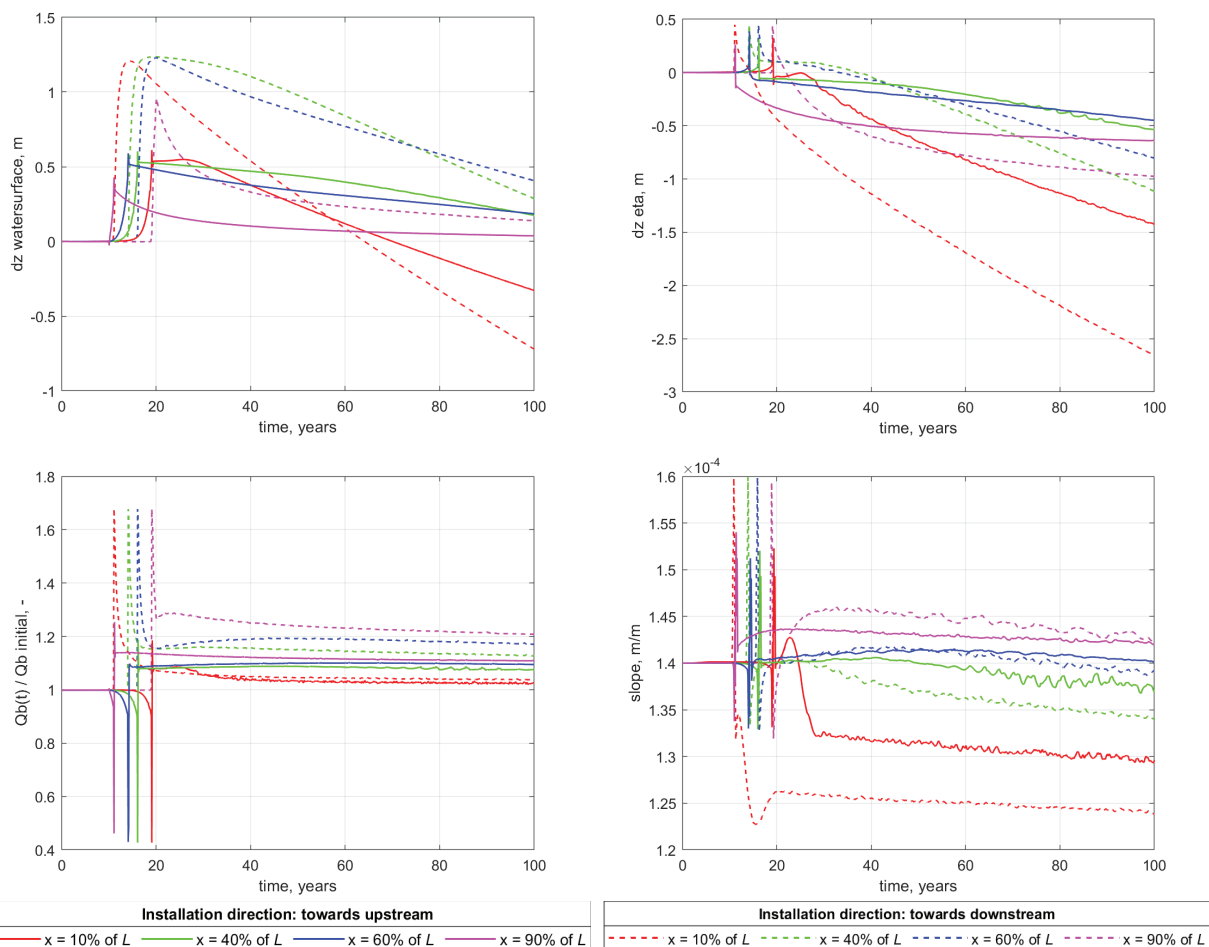 1.5
1
0.5
0
-0.5
-1
dz watersurface, m
0 20 40 60 80 100
time, years
0.5
0
-0.5
-1
-1.5
-2
-2.5
-3
dz eta, m
0 20 40 60 80 100
time, years
1.8
1.6
1.4
1.2
1
0.8
0.6
0.4
Qb(t) / Qb initial, -
0 20 40 60 80 100
time, years
×10⁻⁴
1.6
1.55
1.5
1.45
1.4
1.35
1.3
1.25
1.2
slope, m/m
0 20 40 60 80 100
time, years
Installation direction: towards upstream
x = 10% of L x = 40% of L x = 60% of L x = 90% of L
Installation direction: towards downstream
x = 10% of L x = 40% of L x = 60% of L x = 90% of L